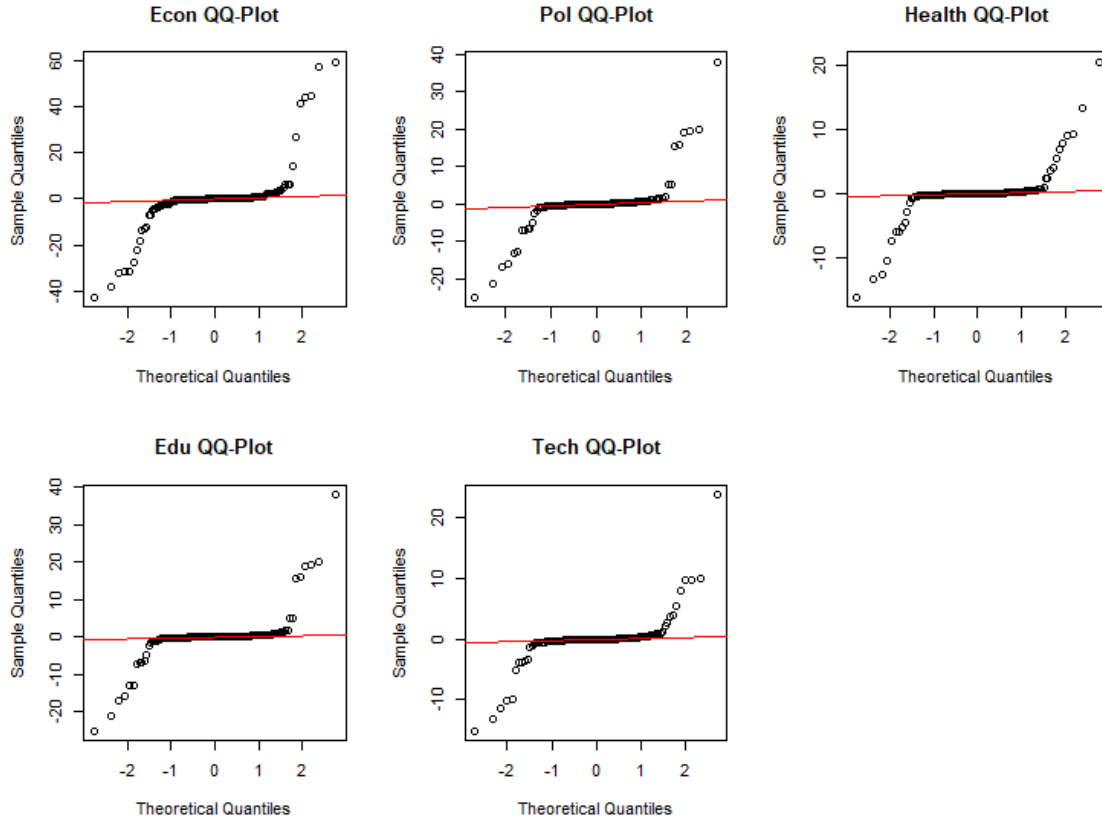 Econ QQ-Plot
Sample Quantiles
60
40
20
0
-20
-40
-2 -1 0 1 2
Theoretical Quantiles
Pol QQ-Plot
Sample Quantiles
40
30
20
10
0
-10
-20
-2 -1 0 1 2
Theoretical Quantiles
Health QQ-Plot
Sample Quantiles
20
10
0
-10
-2 -1 0 1 2
Theoretical Quantiles
Edu QQ-Plot
Sample Quantiles
40
30
20
10
0
-10
-20
-2 -1 0 1 2
Theoretical Quantiles
Tech QQ-Plot
Sample Quantiles
20
10
0
-10
-2 -1 0 1 2
Theoretical Quantiles